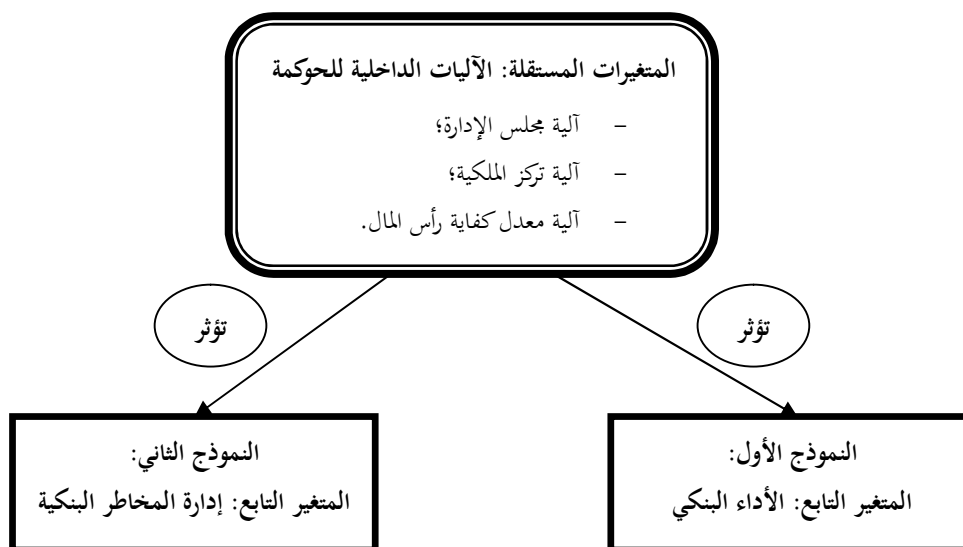 المتغيرات المستقلة: الآليات الداخلية للحوكمة
– آلية مجلس الإدارة؛
– آلية تركز الملكية؛
– آلية معدل كفاية رأس المال.
تؤثر
تؤثر
النموذج الأول:
المتغير التابع: الأداء البنكي
النموذج الثاني:
المتغير التابع: إدارة المخاطر البنكية